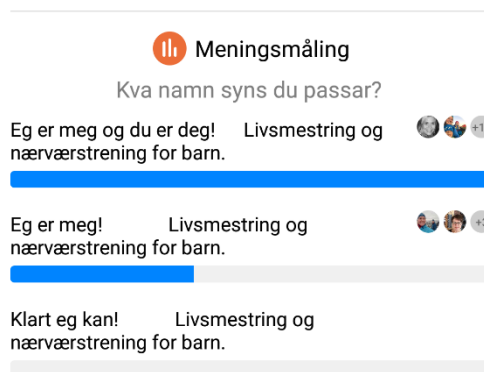 Meningsmåling
Kva namn syns du passar?
Eg er meg og du er deg! Livsmestring og
nærværstrening for barn.
Eg er meg! Livsmestring og
nærværstrening for barn.
Klart eg kan! Livsmestring og
nærværstrening for barn.